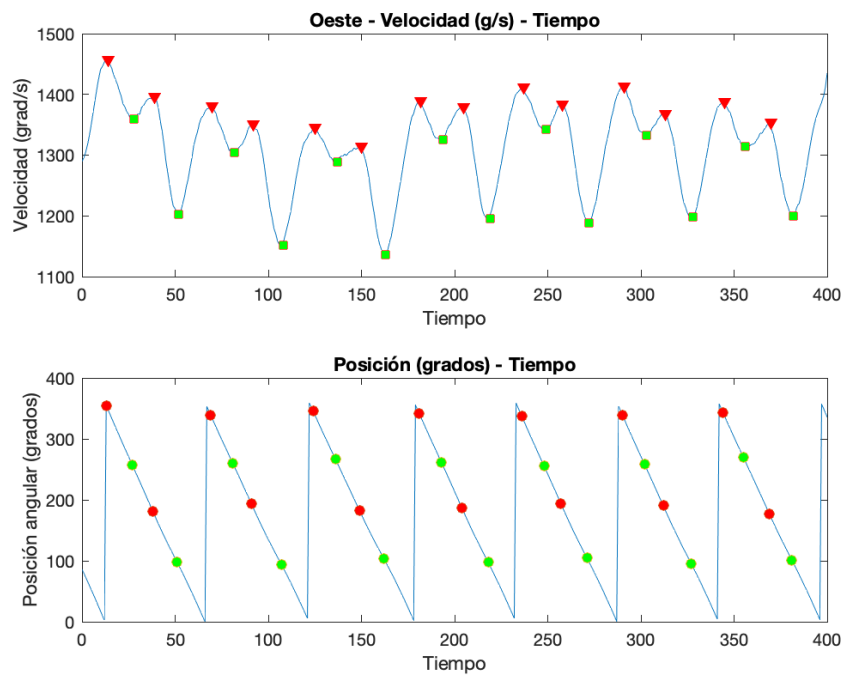 Oeste - Velocidad (g/s) - Tiempo
1500
1400
1300
1200
1100
Velocidad (grad/s)
0 50 100 150 200 250 300 350 400
Tiempo
Posición (grados) - Tiempo
400
300
200
100
0
Posición angular (grados)
0 50 100 150 200 250 300 350 400
Tiempo